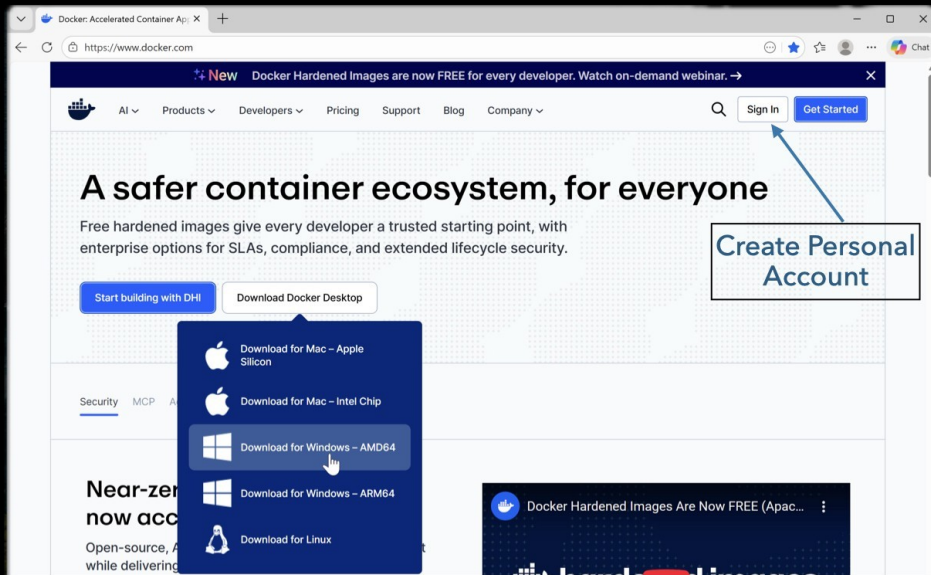 Docker: Accelerated Container Ap
https://www.docker.com
Chat
New Docker Hardened Images are now FREE for every developer. Watch on-demand webinar. →
AI Products Developers Pricing Support Blog Company Sign In Get Started
A safer container ecosystem, for everyone
Free hardened images give every developer a trusted starting point, with
enterprise options for SLAs, compliance, and extended lifecycle security.
Create Personal
Account
Start building with DHI Download Docker Desktop
Download for Mac – Apple
Silicon
Download for Mac – Intel Chip
Download for Windows – AMD64
Download for Windows – ARM64
Download for Linux
Security MCP
Near-zer
now acc
Open-source, A
while delivering
Docker Hardened Images Are Now FREE (Apac...